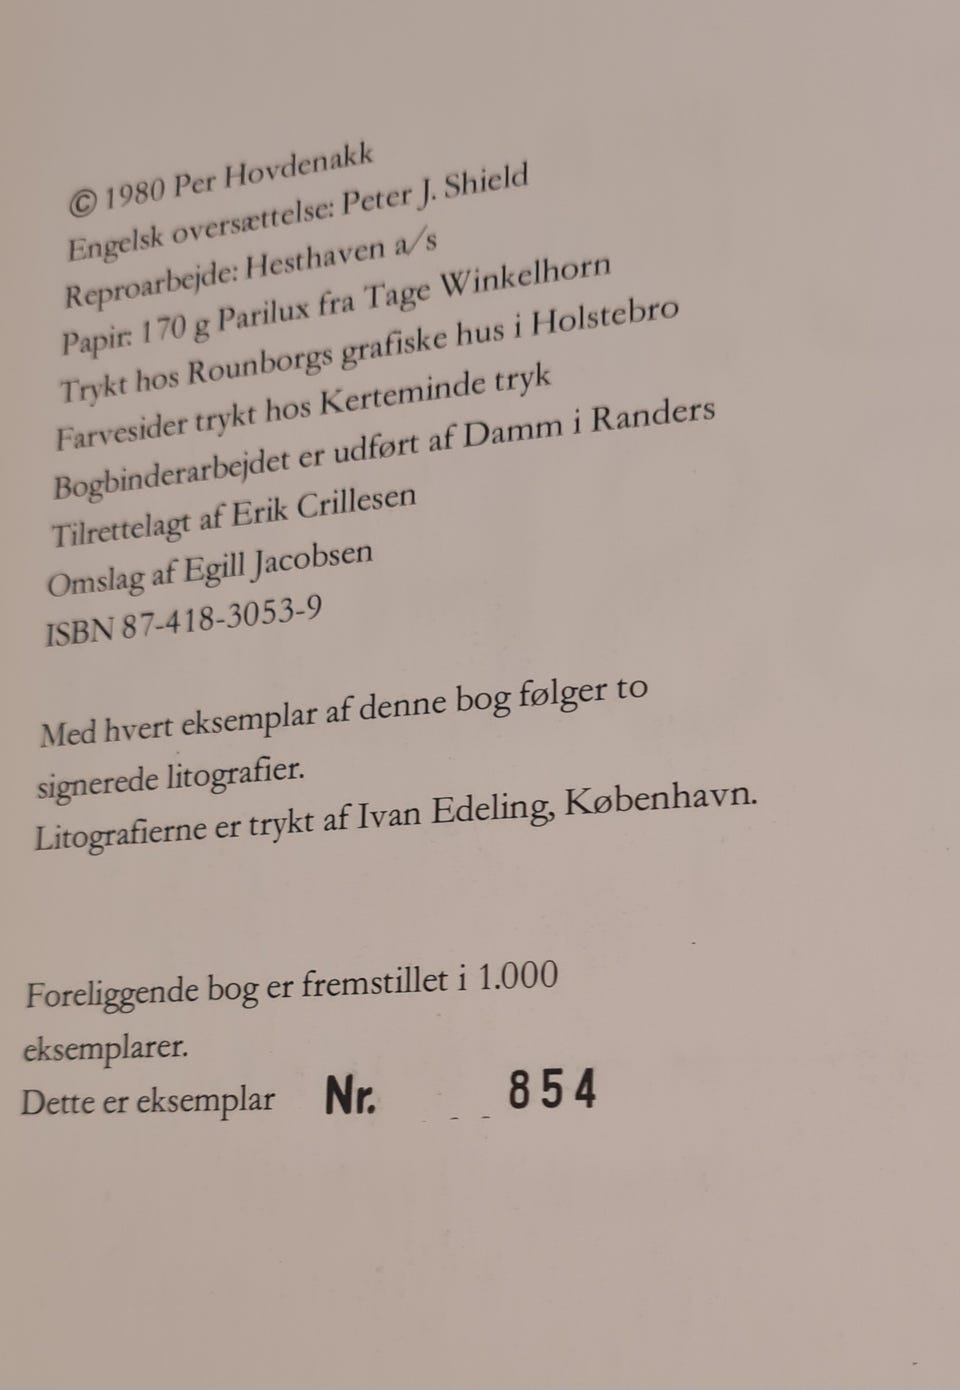 © 1980 Per Hovdenakk
Engelsk oversættelse: Peter J. Shield
Reproarbejde: Hesthaven a/s
Papir: 170 g Parilux fra Tage Winkelhorn
Trykt hos Rounborgs grafiske hus i Holstebro
Farvesider trykt hos Kerteminde tryk
Bogbinderarbejdet er udført af Damm i Randers
Tilrettelagt af Erik Crillesen
Omslag af Egill Jacobsen
ISBN 87-418-3053-9
Med hvert eksemplar af denne bog følger to
signerede litografier.
Litografierne er trykt af Ivan Edeling, København.
Foreliggende bog er fremstillet i 1.000
eksemplarer.
Dette er eksemplar Nr. 854